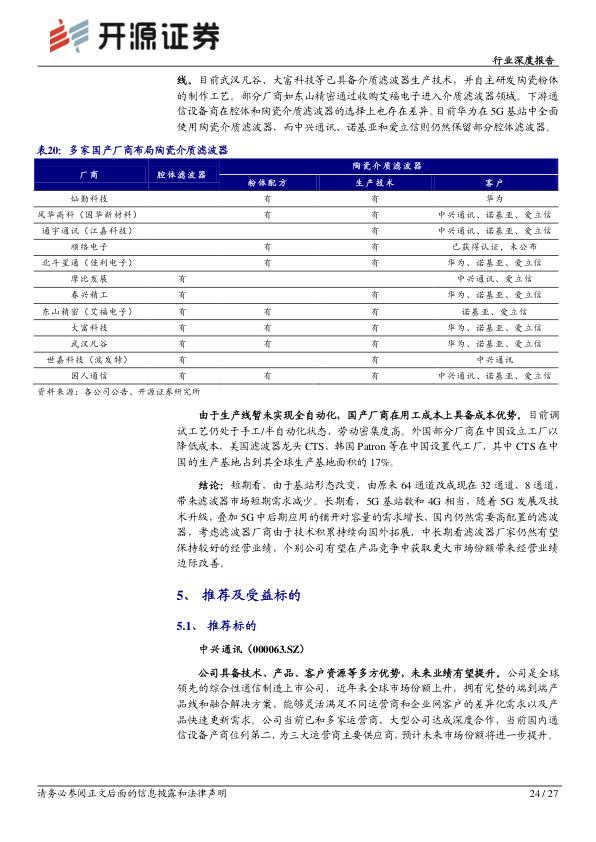 开源证券
行业深度报告
线。目前武汉凡谷、大富科技等已具备介质滤波器生产技术，并自主研发陶瓷粉体
的制作工艺。部分厂商如东山精密通过收购艾福电子进入介质滤波器领域。下游通
信设备商在腔体和陶瓷介质滤波器的选择上也存在差异。目前华为在 5G 基站中全面
使用陶瓷介质滤波器，而中兴通讯、诺基亚和爱立信则仍然保留部分腔体滤波器。
表20：多家国产厂商布局陶瓷介质滤波器
陶瓷介质滤波器
厂商 腔体滤波器
粉体配方 生产技术 客户
灿勤科技 有 有 华为
风华高科（国华新材料） 有 有 中兴通讯、诺基亚、爱立信
通宇通讯（江嘉科技） 有 中兴通讯、诺基亚、爱立信
顺络电子 有 有 已获得认证，未公布
北斗星通（佳利电子） 有 有 华为、诺基亚、爱立信
摩比发展 有 中兴通讯、爱立信
春兴精工 有 有 华为、诺基亚、爱立信
东山精密（艾福电子） 有 有 有 诺基亚、爱立信
大富科技 有 有 有 华为、诺基亚、爱立信
武汉凡谷 有 有 有 华为、诺基亚、爱立信
世嘉科技（波发特） 有 有 中兴通讯
国人通信 有 有 有 中兴通讯、诺基亚、爱立信
资料来源：各公司公告、开源证券研究所
由于生产线暂未实现全自动化，国产厂商在用工成本上具备成本优势。目前调
试工艺仍处于手工/半自动化状态，劳动密集度高。外国部分厂商在中国设立工厂以
降低成本，美国滤波器龙头 CTS、韩国 Patron 等在中国设置代工厂，其中 CTS 在中
国的生产基地占到其全球生产基地面积的 17%。
结论：短期看，由于基站形态改变，由原来 64 通道改成现在 32 通道、8 通道，
带来滤波器市场短期需求减少。长期看，5G 基站数和 4G 相当，随着 5G 发展及技
术升级，叠加 5G 中后期应用的铺开对容量的需求增长，国内仍然需要高配置的滤波
器，考虑滤波器厂商由于技术积累持续向国外拓展，中长期看滤波器厂家仍然有望
保持较好的经营业绩，个别公司有望在产品竞争中获取更大市场份额带来经营业绩
边际改善。
5、 推荐及受益标的
5.1、 推荐标的
中兴通讯（000063.SZ）
公司具备技术、产品、客户资源等多方优势，未来业绩有望提升。公司是全球
领先的综合性通信制造上市公司，近年来全球市场份额上升，拥有完整的端到端产
品线和融合解决方案，能够灵活满足不同运营商和企业网客户的差异化需求以及产
品快速更新需求。公司当前已和多家运营商、大型公司达成深度合作，当前国内通
信设备产商位列第二，为三大运营商主要供应商，预计未来市场份额将进一步提升。
请务必参阅正文后面的信息披露和法律声明
24 / 27